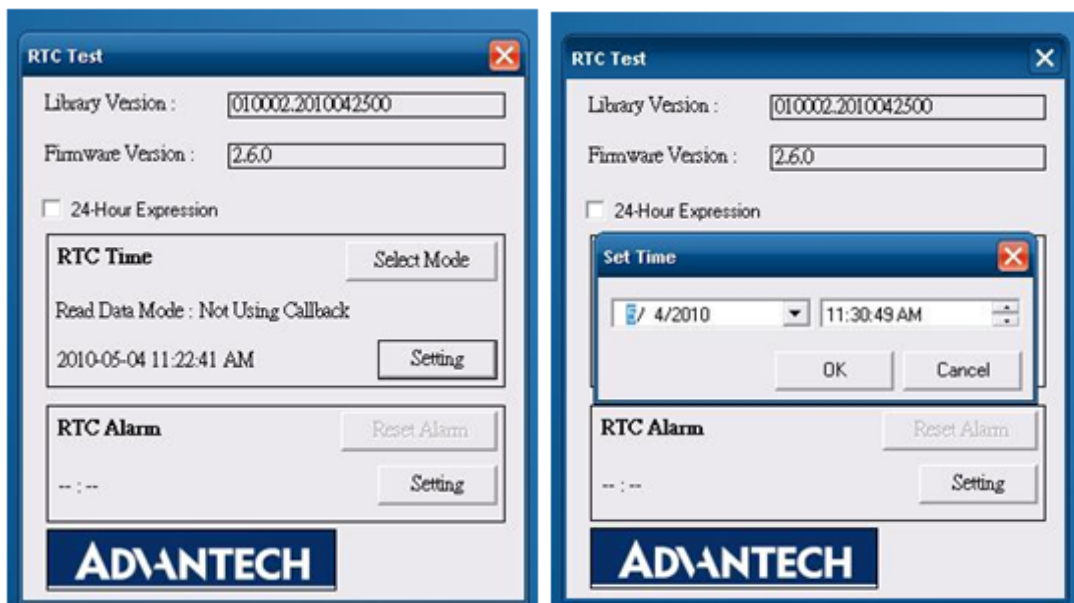 RTC Test
Library Version : 010002.2010042500
Firmware Version : 2.6.0
24-Hour Expression
RTC Time Select Mode
Read Data Mode : Not Using Callback
2010-05-04 11:22:41 AM Setting
RTC Alarm Reset Alarm
-- : -- Setting
ADVANTECH
RTC Test
Library Version : 010002.2010042500
Firmware Version : 2.6.0
24-Hour Expression
Set Time
5/ 4/2010 11:30:49 AM
OK Cancel
RTC Alarm Reset Alarm
-- : -- Setting
ADVANTECH